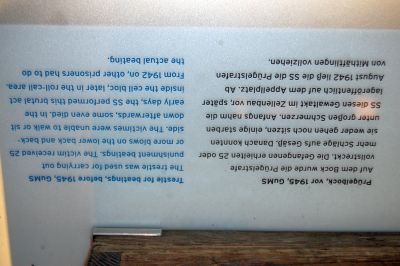 Prügelbock, vor 1945, GuMS
Auf dem Bock wurde die Prügelstrafe
vollstreckt. Die Gefangenen erhielten 25 oder
mehr Schläge aufs Gesäß. Danach konnten
sie weder gehen noch sitzen, einige starben
unter großen Schmerzen. Anfangs nahm die
SS diesen Gewaltakt im Zellenbau vor, später
lageröffentlich auf dem Appellplatz. Ab
August 1942 ließ die SS die Prügelstrafen
von Mithäftlingen vollziehen.
Trestle for beatings, before 1945, GuMS
The trestle was used for carrying out
punishment beatings. The victim received 25
or more blows on the lower back and back-
side. The victims were unable to walk or sit
down afterwards, some even died. In the
early days, the SS performed this brutal act
inside the cell bloc, later in the roll-call area.
From 1942 on, other prisoners had to do
the actual beating.